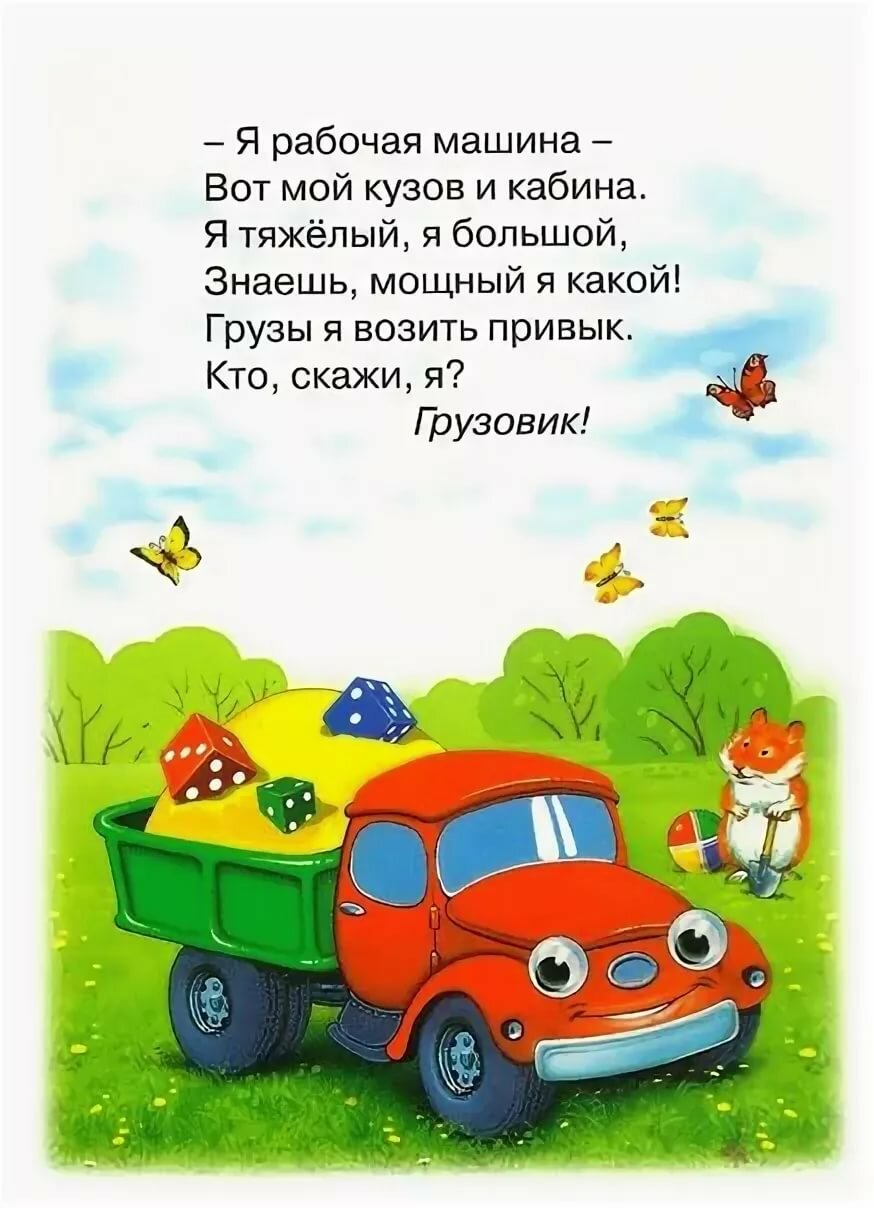 – Я рабочая машина –
Вот мой кузов и кабина.
Я тяжёлый, я большой,
Знаешь, мощный я какой!
Грузы я возить привык.
Кто, скажи, я?
Грузовик!